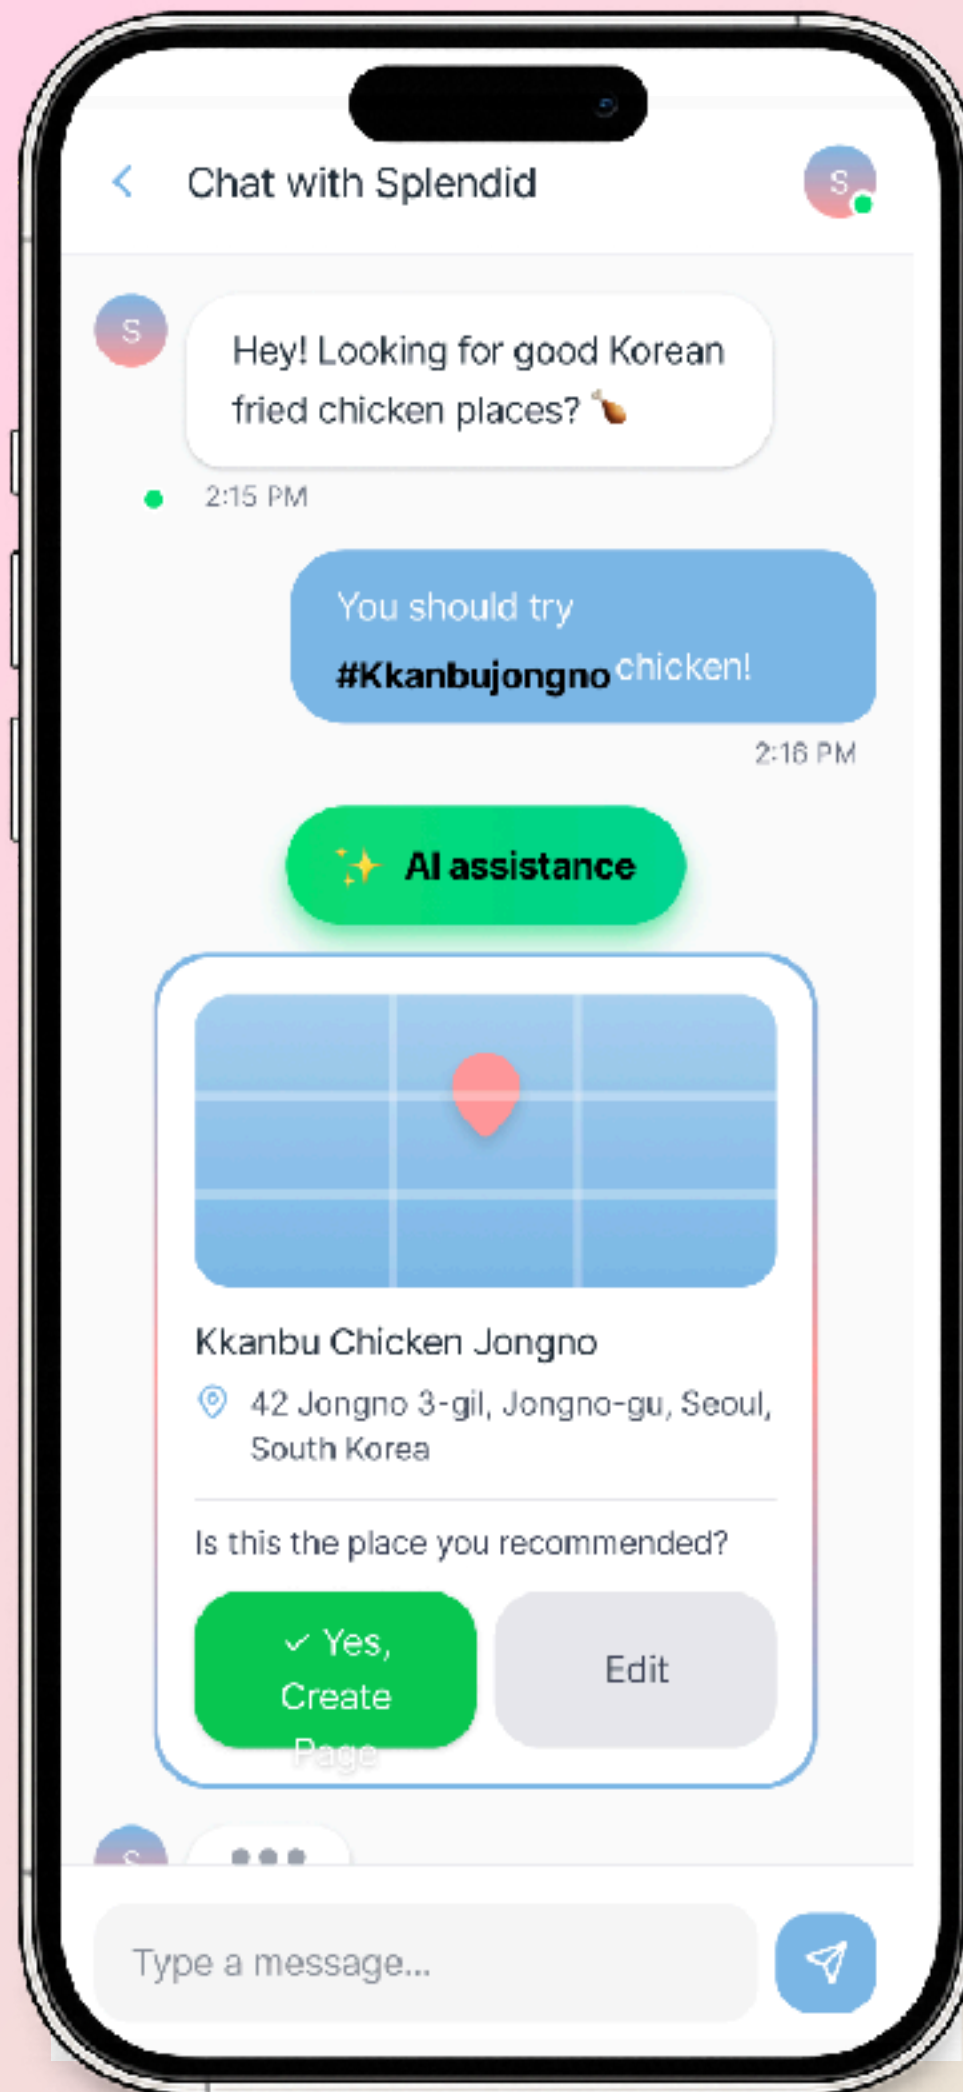 Chat with Splendid
S
S
Hey! Looking for good Korean
fried chicken places? 🍗
2:15 PM
You should try
#Kkanbujongno chicken!
2:16 PM
✨ AI assistance
Kkanbu Chicken Jongno
42 Jongno 3-gil, Jongno-gu, Seoul,
South Korea
Is this the place you recommended?
✓ Yes,
Create
Page
Edit
S
Type a message...